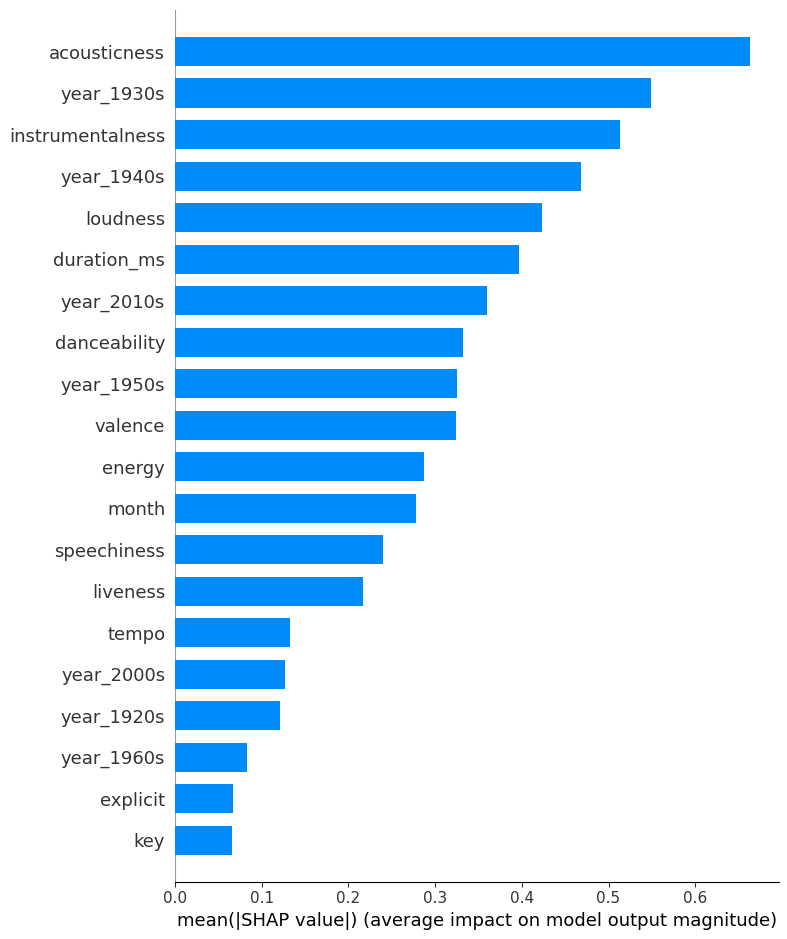 acousticness
year_1930s
instrumentalness
year_1940s
loudness
duration_ms
year_2010s
danceability
year_1950s
valence
energy
month
speechiness
liveness
tempo
year_2000s
year_1920s
year_1960s
explicit
key
0.0 0.1 0.2 0.3 0.4 0.5 0.6
mean(|SHAP value|) (average impact on model output magnitude)